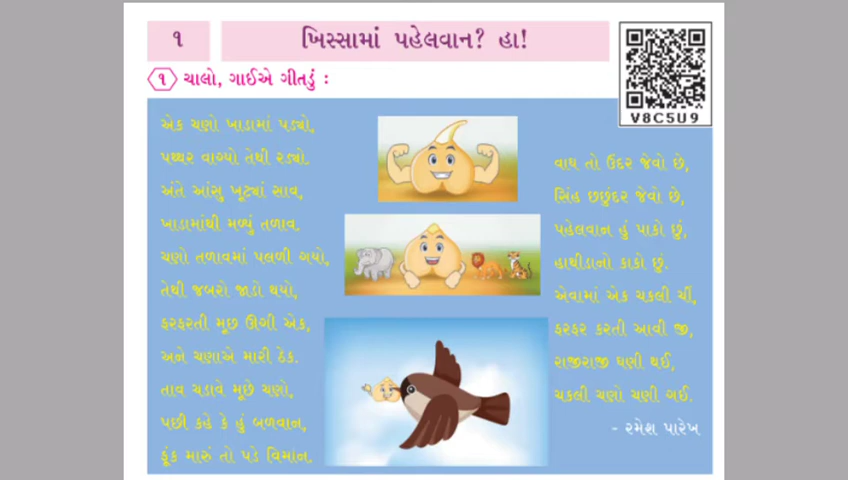 ૧
ખિસ્સામાં પહેલવાન? હા!
V8C5U9
૧ ચાલો, ગાઈએ ગીતડું :
એક ચણો ખાડામાં પડ્યો,
પથ્થર વાગ્યો તેથી રડ્યો.
અંતે આંસુ ખૂટ્યાં સાવ,
ખાડામાંથી મળ્યું તળાવ.
ચણો તળાવમાં પલળી ગયો,
તેથી જબરો જાડો થયો,
ફરફરતી મૂછ ઊગી એક,
અને ચણાએ મારી ઠેક.
તાવ ચડાવે મૂછે ચણો,
પછી કહે કે હું બળવાન,
ફૂંક મારું તો પડે વિમાન.
વાઘ તો ઉંદર જેવો છે,
સિંહ છછુંદર જેવો છે,
પહેલવાન હું પાકો છું,
હાથીડાનો કાકો છું.
એવામાં એક ચકલી ચીં,
ફરફર કરતી આવી જી,
રાજીરાજી ઘણી થઈ,
ચકલી ચણો ચણી ગઈ.
- રમેશ પારેખ